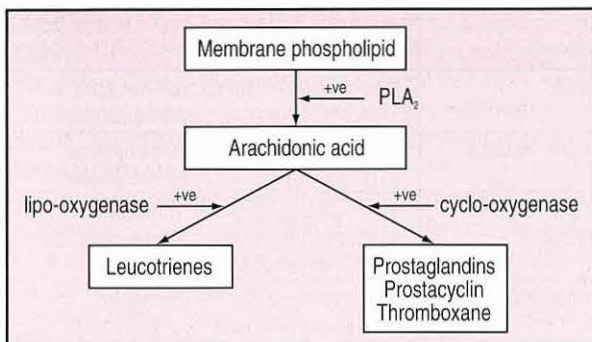 Membrane phospholipid
+ve
PLA₂
Arachidonic acid
lipo-oxygenase
+ve
+ve
cyclo-oxygenase
Leucotrienes
Prostaglandins
Prostacyclin
Thromboxane